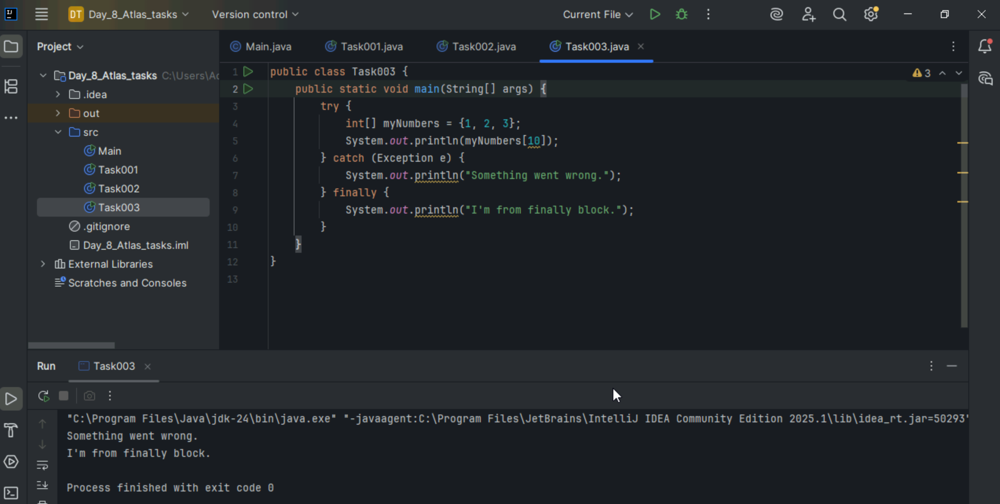 DT Day_8_Atlas_tasks Version control Current File
Project
Main.java Task001.java Task002.java Task003.java
Day_8_Atlas_tasks C:\Users\Ac
.idea
out
src
Main
Task001
Task002
Task003
.gitignore
Day_8_Atlas_tasks.iml
External Libraries
Scratches and Consoles
3
1 public class Task003 {
2 public static void main(String[] args) {
3 try {
4 int[] myNumbers = {1, 2, 3};
5 System.out.println(myNumbers[10]);
6 } catch (Exception e) {
7 System.out.println("Something went wrong.");
8 } finally {
9 System.out.println("I'm from finally block.");
10 }
11 }
12 }
13
Run Task003
"C:\Program Files\Java\jdk-24\bin\java.exe" "-javaagent:C:\Program Files\JetBrains\IntelliJ IDEA Community Edition 2025.1\lib\idea_rt.jar=50293"
Something went wrong.
I'm from finally block.
Process finished with exit code 0